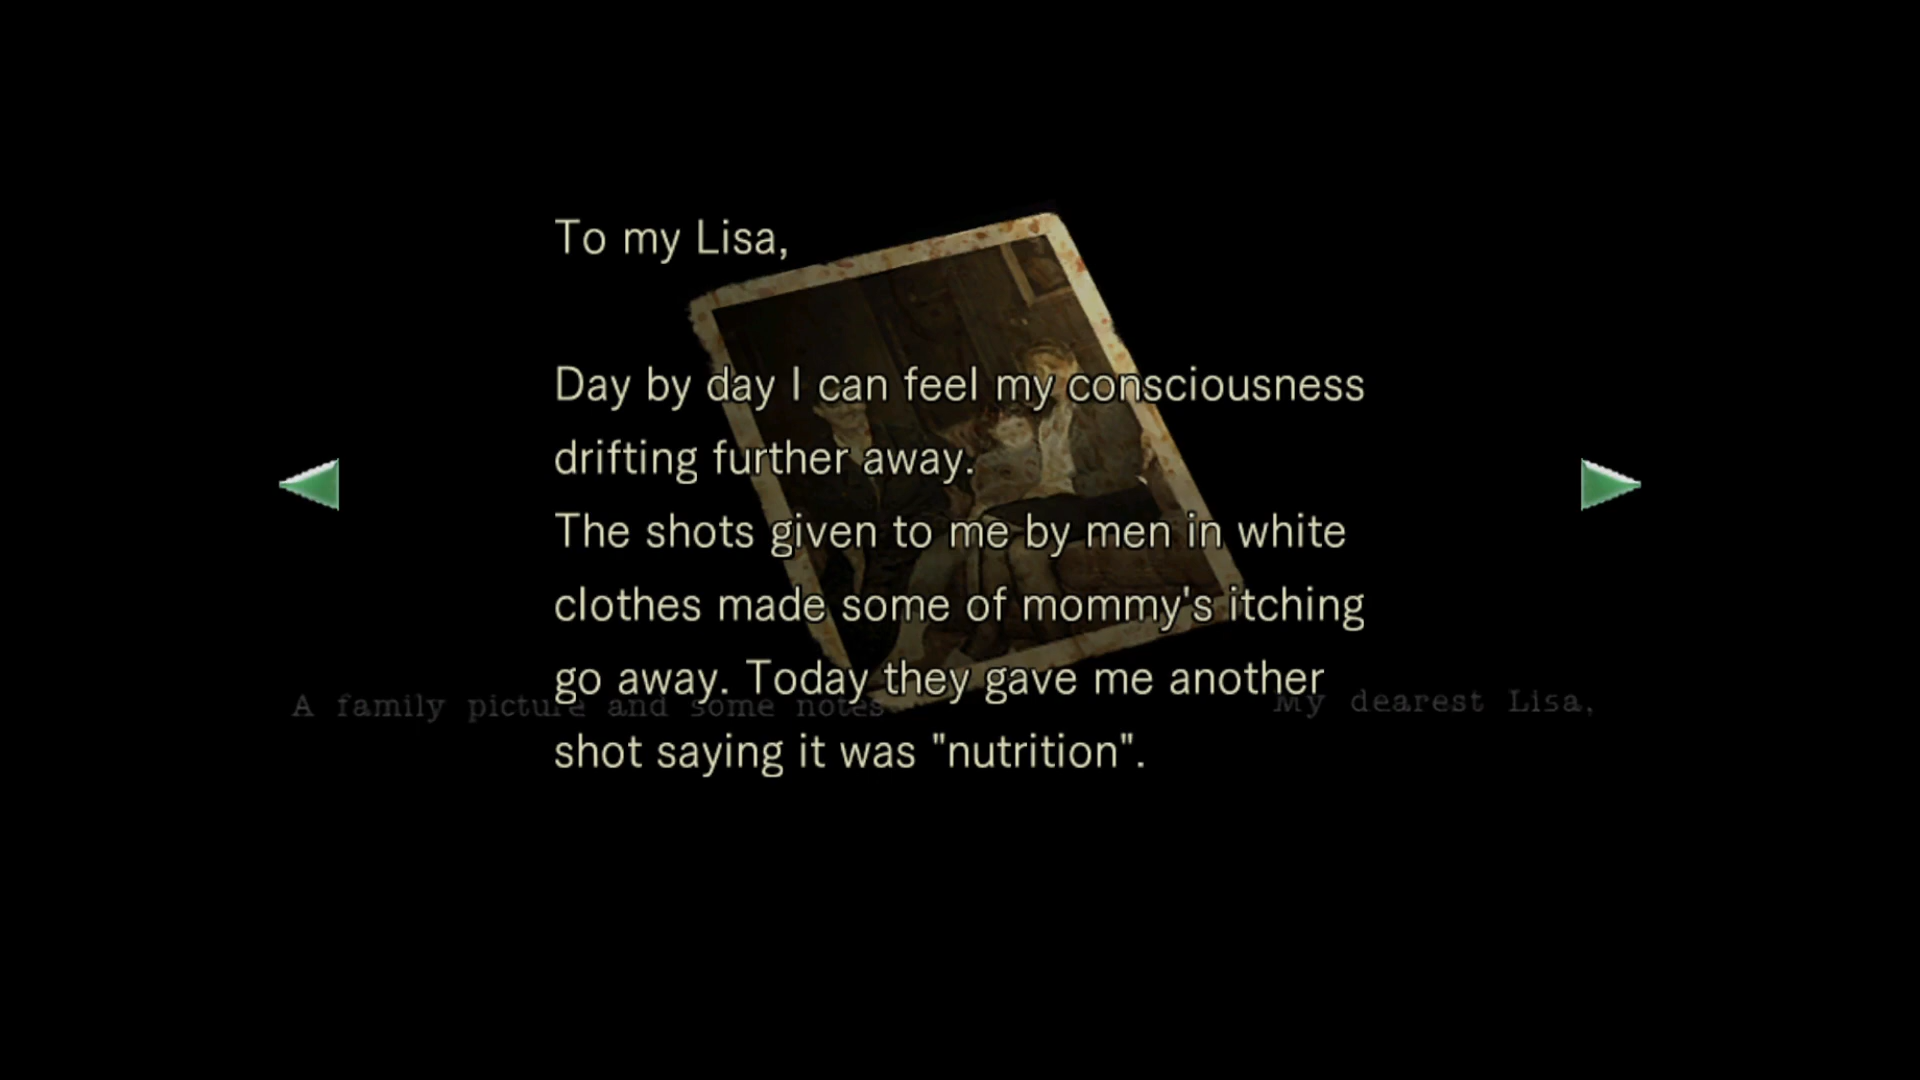 To my Lisa,
Day by day I can feel my consciousness
drifting further away.
The shots given to me by men in white
clothes made some of mommy's itching
go away. Today they gave me another
A family picture and some notes
My dearest Lisa,
shot saying it was "nutrition".